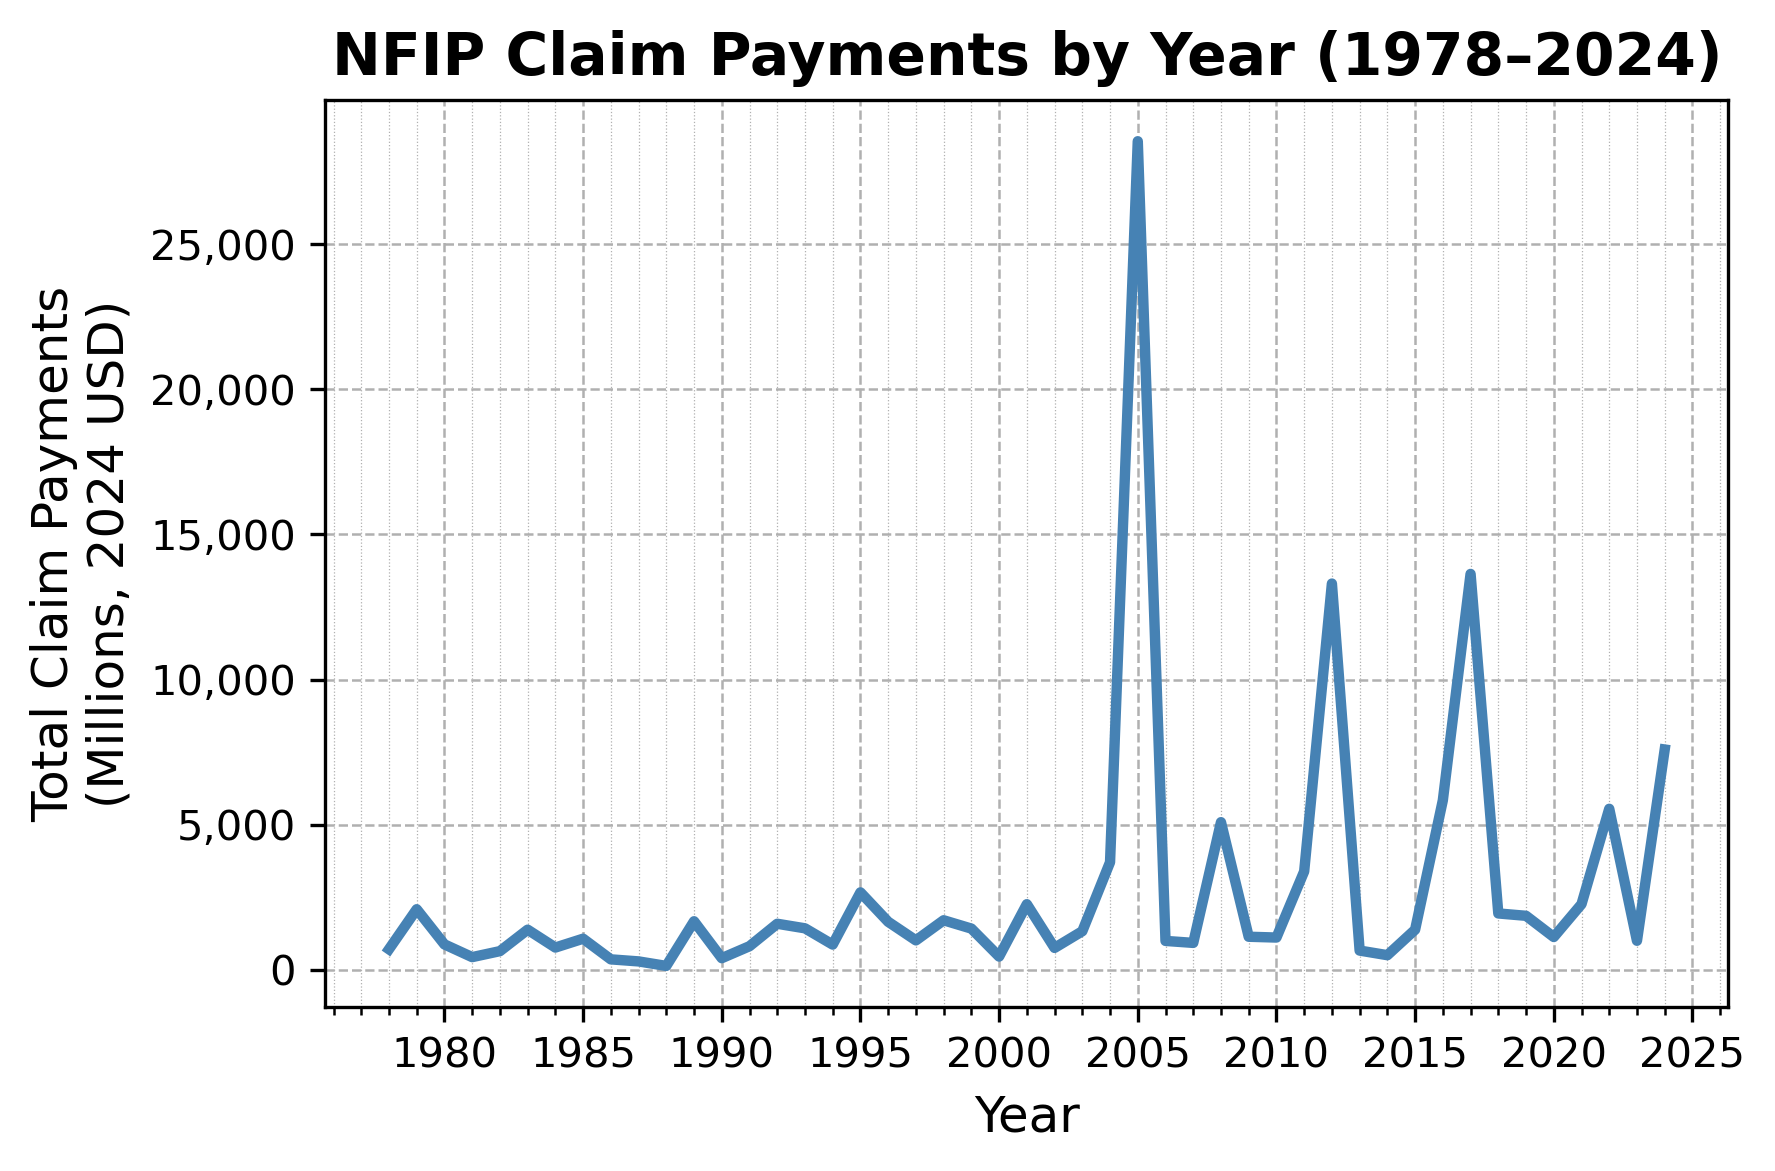 NFIP Claim Payments by Year (1978–2024)
Total Claim Payments
(Millions, 2024 USD)
25,000
20,000
15,000
10,000
5,000
0
1980 1985 1990 1995 2000 2005 2010 2015 2020 2025
Year